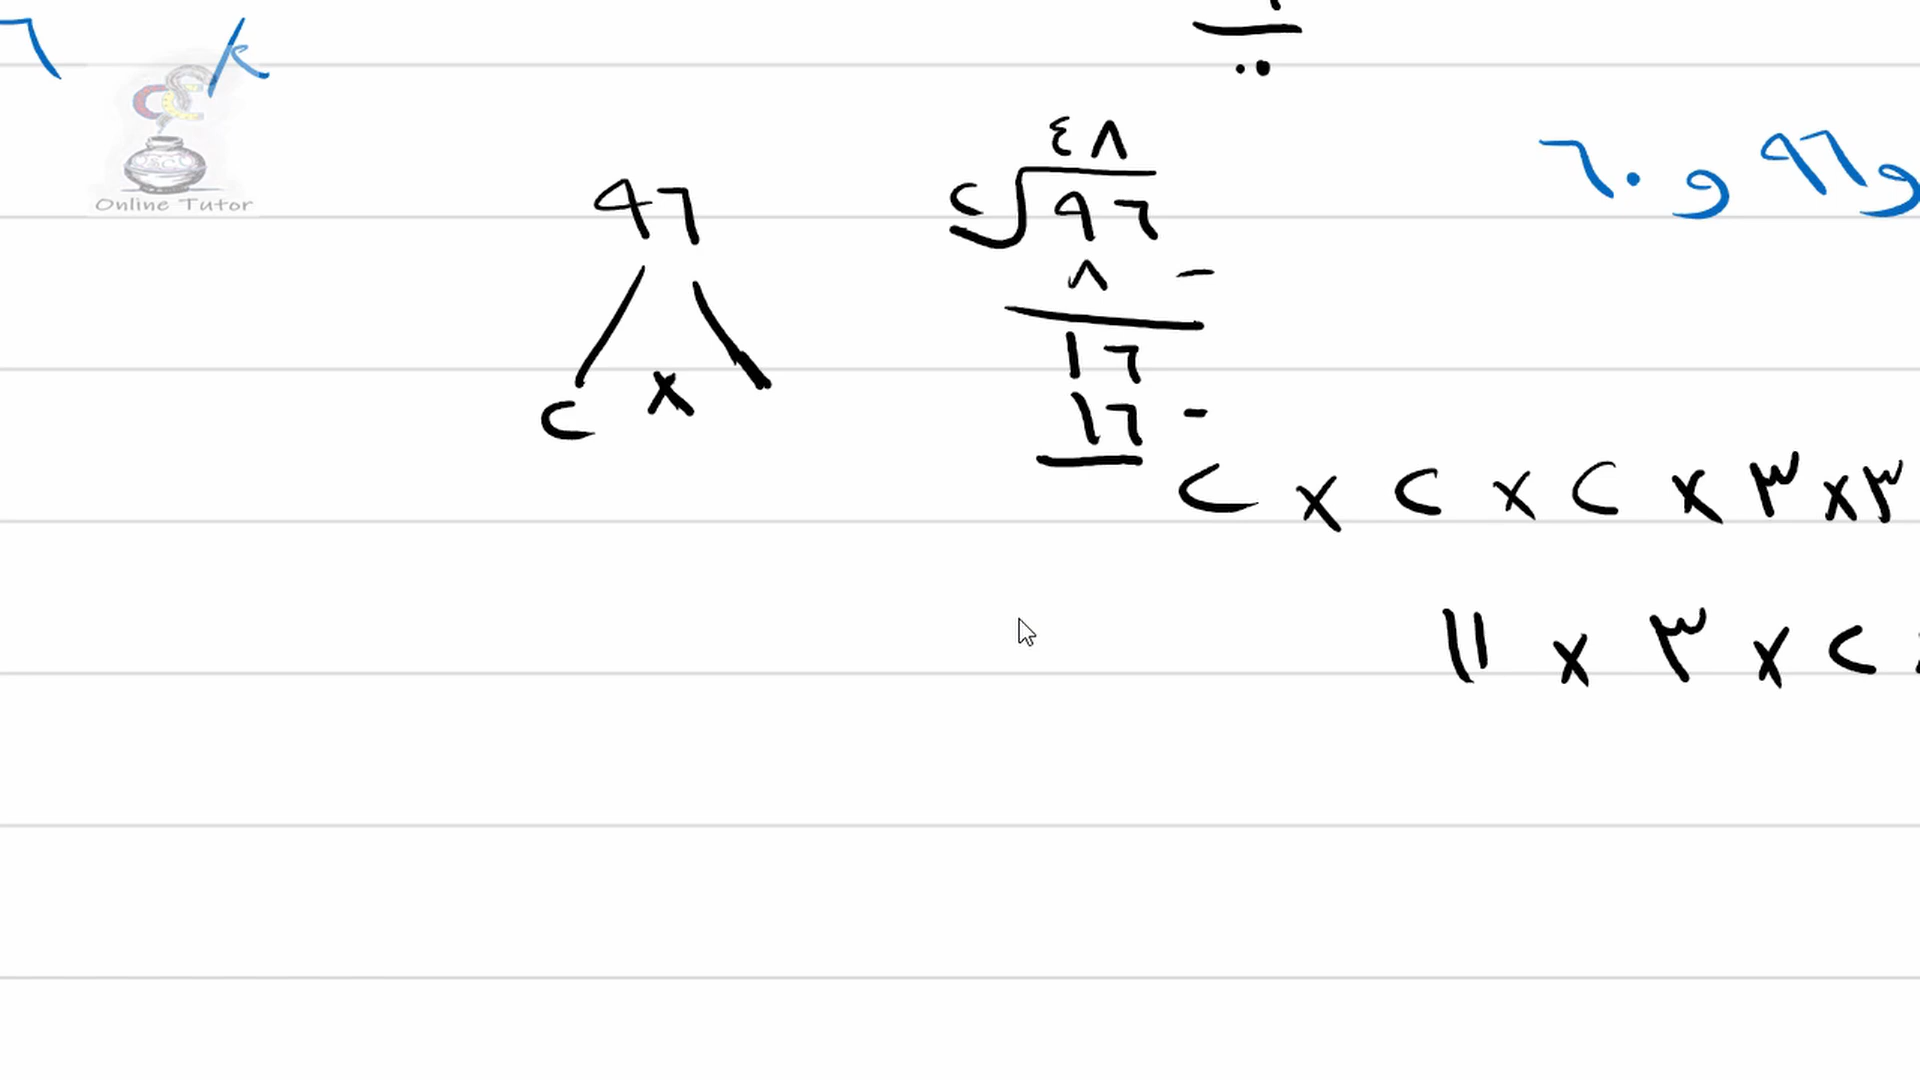 ٦٠ و ٩٦ و
٤٨
٢ ٩٦
٨ −
١٦
١٦ −
٩٦
٢ ×
٢ × ٢ × ٢ × ٣ × ٣
١١ × ٣ × ٢
Online Tutor